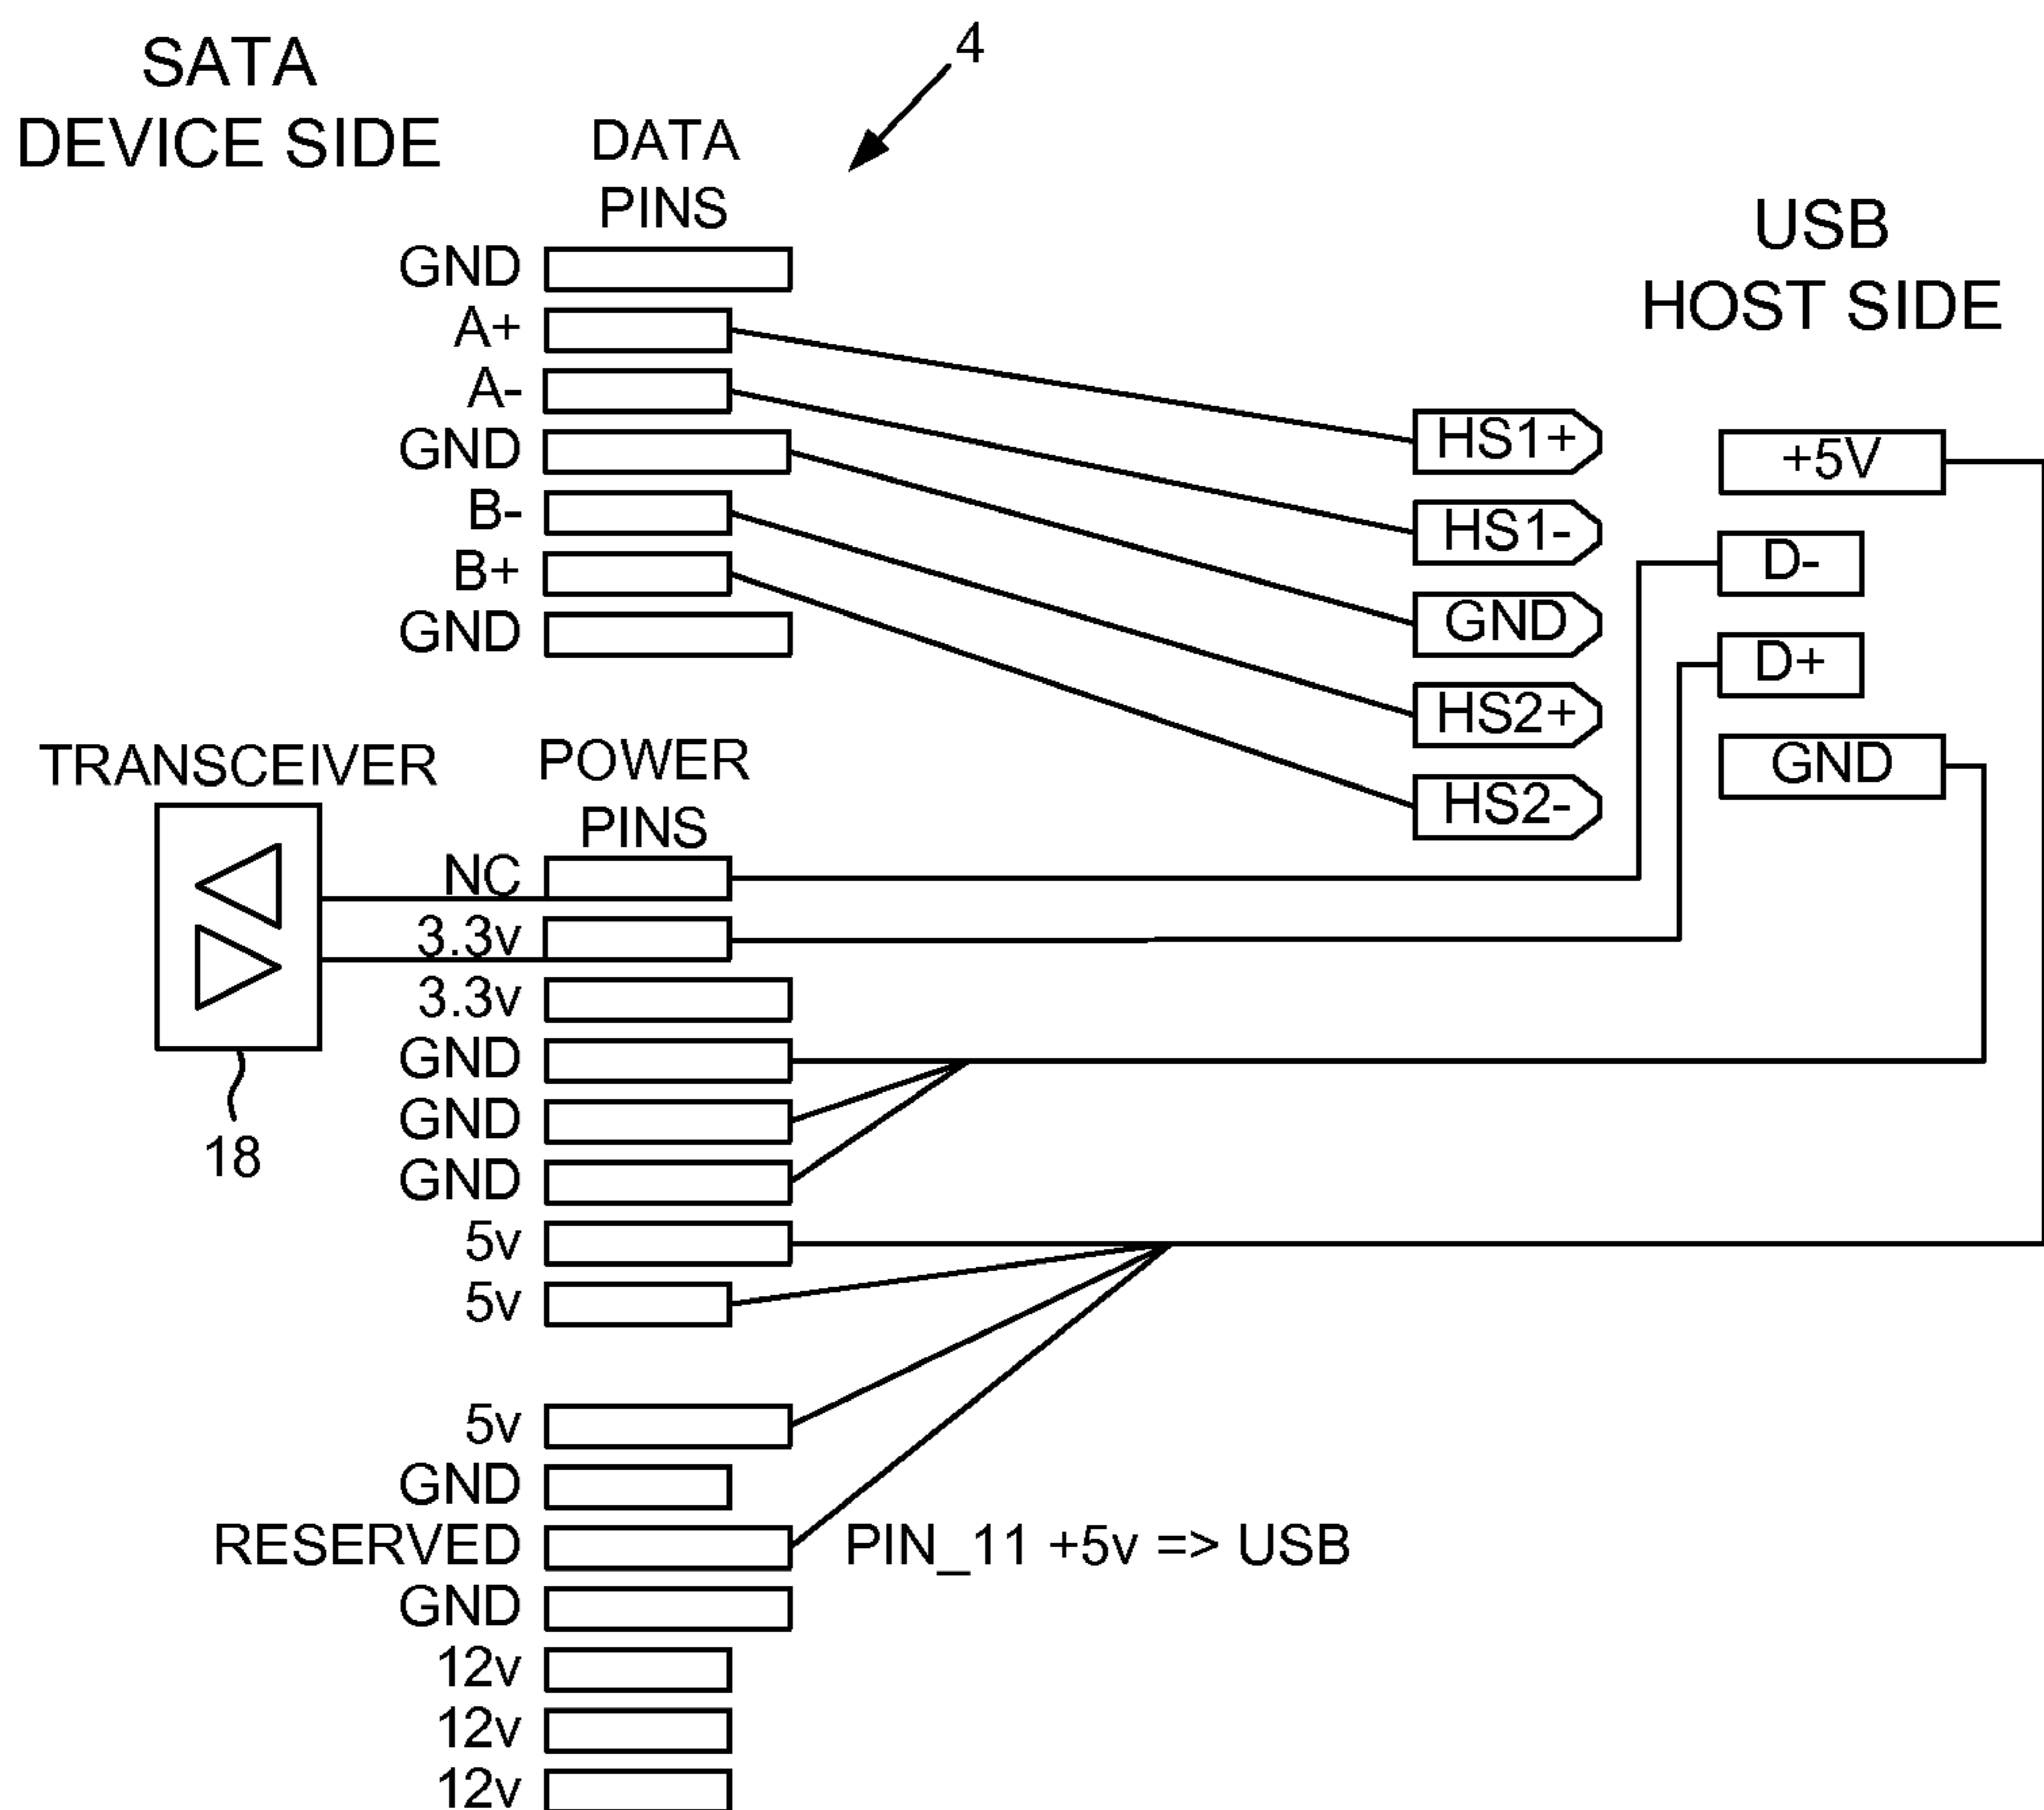 SATA
DEVICE SIDE
4
DATA
PINS
USB
HOST SIDE
GND
A+
A-
GND
B-
B+
GND
HS1+
HS1-
GND
HS2+
HS2-
+5V
D-
D+
GND
TRANSCEIVER
18
POWER
PINS
NC
3.3v
3.3v
GND
GND
GND
5v
5v
5v
GND
RESERVED
PIN_11 +5v => USB
GND
12v
12v
12v